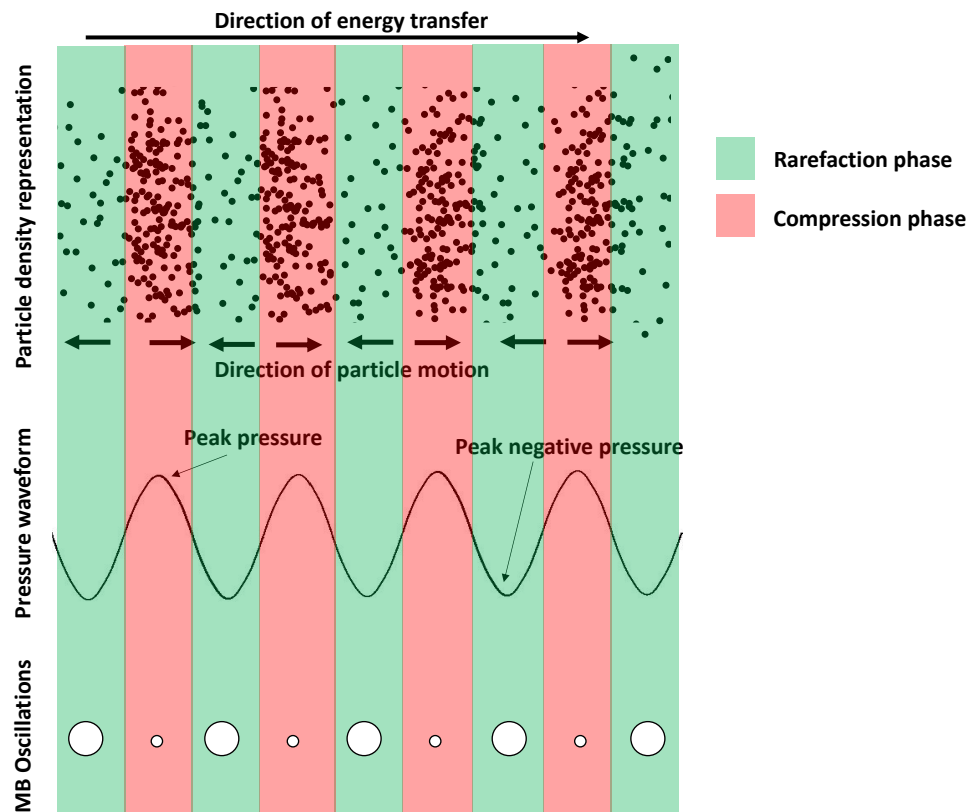 Direction of energy transfer
Particle density representation
Rarefaction phase
Compression phase
Direction of particle motion
Pressure waveform
Peak pressure
Peak negative pressure
MB Oscillations